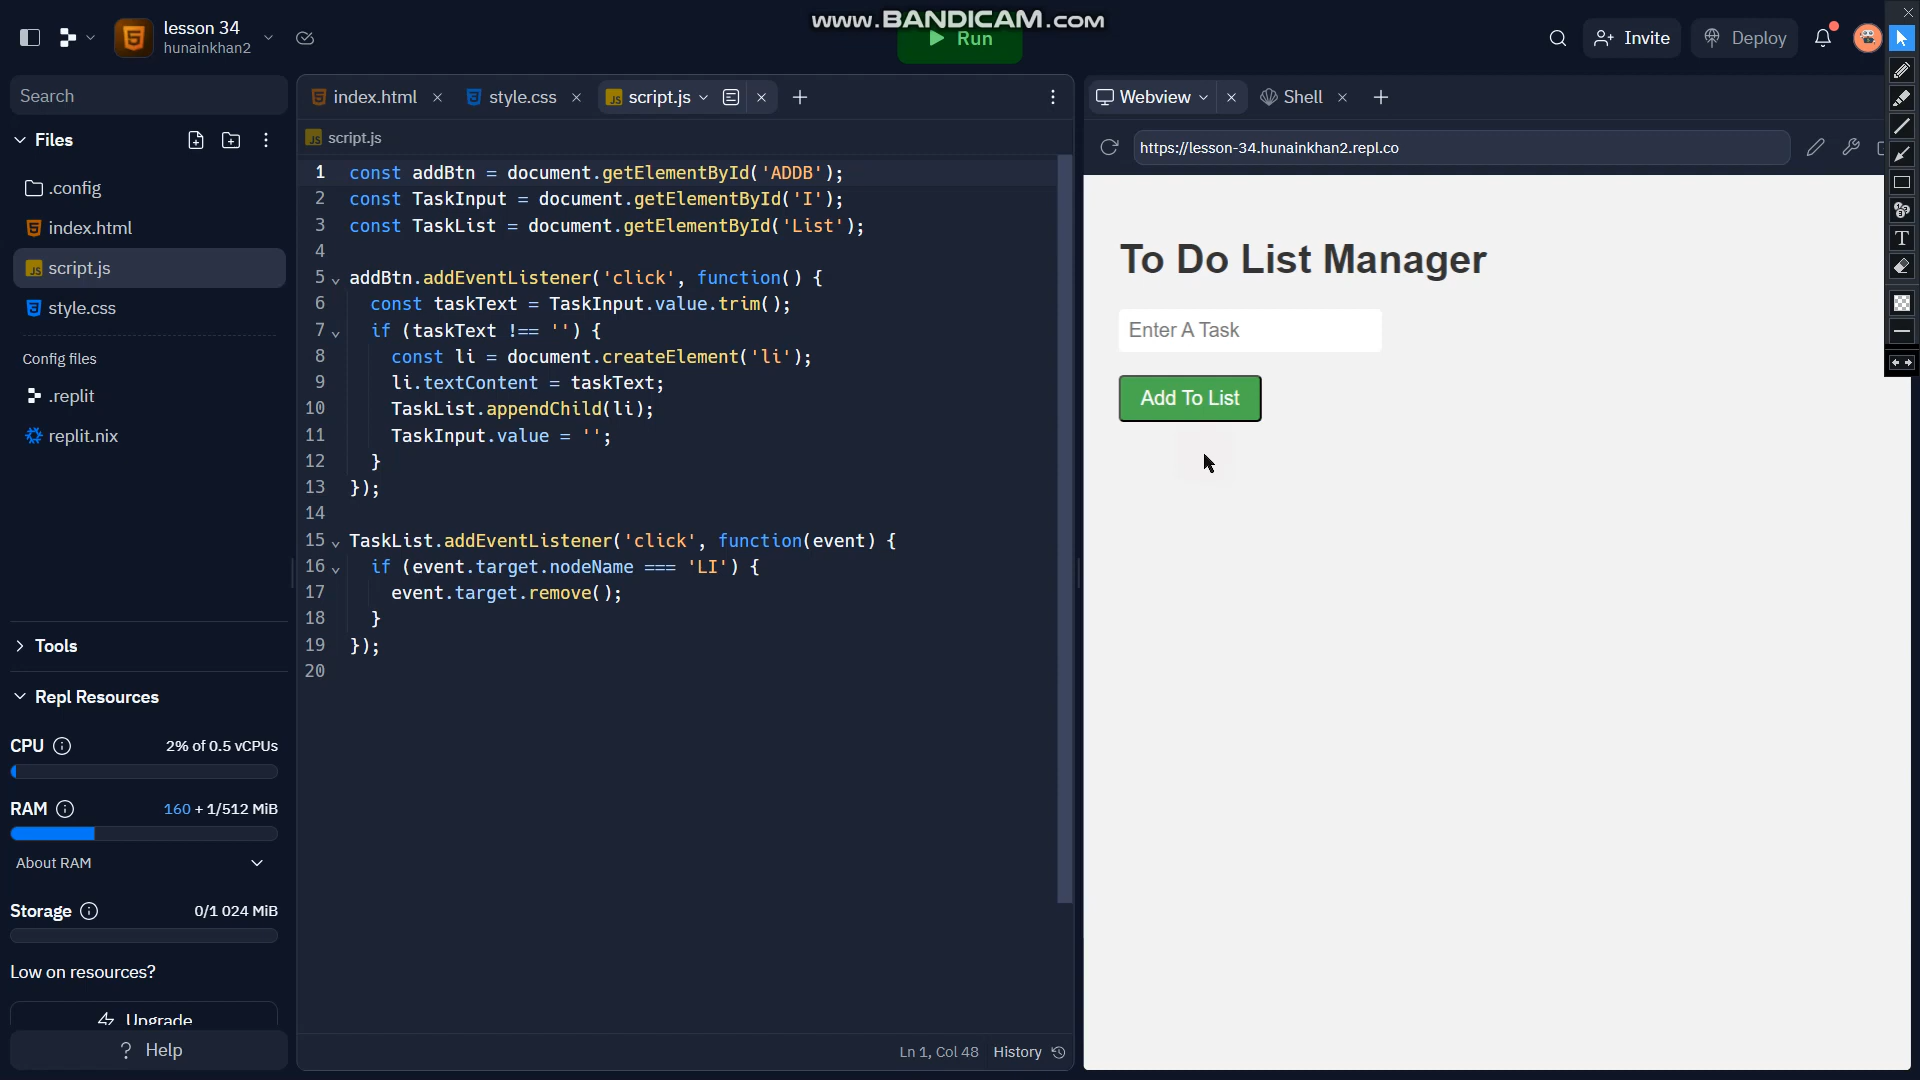 www.BANDICAM.com
lesson 34
hunainkhan2
Run
Invite
Deploy
Search
Files
.config
index.html
script.js
style.css
Config files
.replit
replit.nix
Tools
Repl Resources
CPU
2% of 0.5 vCPUs
RAM
160 + 1/512 MiB
About RAM
Storage
0/1 024 MiB
Low on resources?
Upgrade
? Help
index.html
style.css
script.js
script.js
1 const addBtn = document.getElementById('ADDB');
2 const TaskInput = document.getElementById('I');
3 const TaskList = document.getElementById('List');
4
5 addBtn.addEventListener('click', function() {
6 const taskText = TaskInput.value.trim();
7 if (taskText !== '') {
8 const li = document.createElement('li');
9 li.textContent = taskText;
10 TaskList.appendChild(li);
11 TaskInput.value = '';
12 }
13 });
14
15 TaskList.addEventListener('click', function(event) {
16 if (event.target.nodeName === 'LI') {
17 event.target.remove();
18 }
19 });
20
Ln 1, Col 48 History
Webview
Shell
https://lesson-34.hunainkhan2.repl.co
To Do List Manager
Enter A Task
Add To List
T